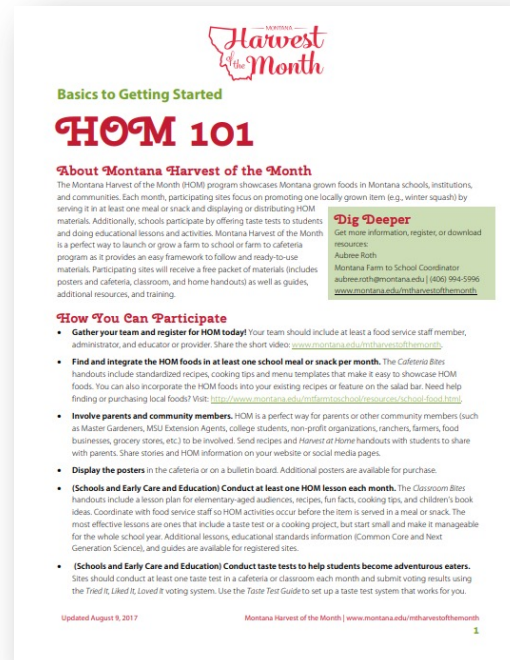 MONTANA
Harvest
of the
Month
Basics to Getting Started
HOM 101
About Montana Harvest of the Month
The Montana Harvest of the Month (HOM) program showcases Montana grown foods in Montana schools, institutions,
and communities. Each month, participating sites focus on promoting one locally grown item (e.g., winter squash) by
serving it in at least one meal or snack and displaying or distributing HOM
materials. Additionally, schools participate by offering taste tests to students
and doing educational lessons and activities. Montana Harvest of the Month
is a perfect way to launch or grow a farm to school or farm to cafeteria
program as it provides an easy framework to follow and ready-to-use
materials. Participating sites will receive a free packet of materials (includes
posters and cafeteria, classroom, and home handouts) as well as guides,
additional resources, and training.
Dig Deeper
Get more information, register, or download
resources:
Aubree Roth
Montana Farm to School Coordinator
aubree.roth@montana.edu | (406) 994-5996
www.montana.edu/mtharvestofthemonth
How You Can Participate
• Gather your team and register for HOM today! Your team should include at least a food service staff member,
administrator, and educator or provider. Share the short video: www.montana.edu/mtharvestofthemonth.
• Find and integrate the HOM foods in at least one school meal or snack per month. The Cafeteria Bites
handouts include standardized recipes, cooking tips and menu templates that make it easy to showcase HOM
foods. You can also incorporate the HOM foods into your existing recipes or feature on the salad bar. Need help
finding or purchasing local foods? Visit: http://www.montana.edu/mtfarmtoschool/resources/school-food.html.
• Involve parents and community members. HOM is a perfect way for parents or other community members (such
as Master Gardeners, MSU Extension Agents, college students, non-profit organizations, ranchers, farmers, food
businesses, grocery stores, etc.) to be involved. Send recipes and Harvest at Home handouts with students to share
with parents. Share stories and HOM information on your website or social media pages.
• Display the posters in the cafeteria or on a bulletin board. Additional posters are available for purchase.
• (Schools and Early Care and Education) Conduct at least one HOM lesson each month. The Classroom Bites
handouts include a lesson plan for elementary-aged audiences, recipes, fun facts, cooking tips, and children's book
ideas. Coordinate with food service staff so HOM activities occur before the item is served in a meal or snack. The
most effective lessons are ones that include a taste test or a cooking project, but start small and make it manageable
for the whole school year. Additional lessons, educational standards information (Common Core and Next
Generation Science), and guides are available for registered sites.
• (Schools and Early Care and Education) Conduct taste tests to help students become adventurous eaters.
Sites should conduct at least one taste test in a cafeteria or classroom each month and submit voting results using
the Tried It, Liked It, Loved It voting system. Use the Taste Test Guide to set up a taste test system that works for you.
Updated August 9, 2017
Montana Harvest of the Month | www.montana.edu/mtharvestofthemonth
1